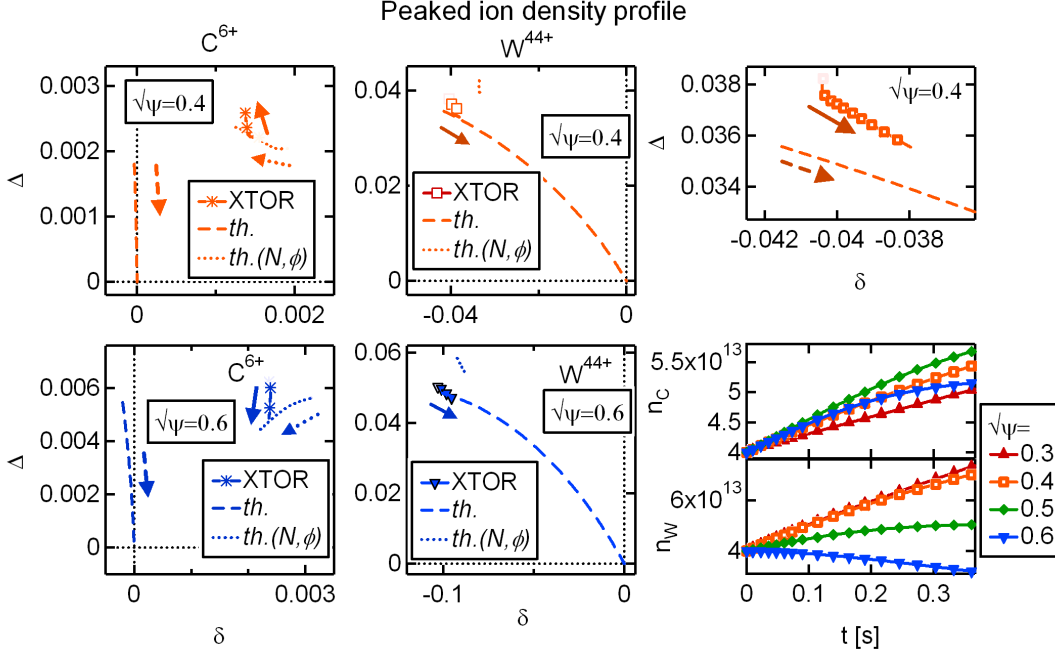 Peaked ion density profile
C⁶⁺
W⁴⁴⁺
0.003
0.002
0.001
0
Δ
√ψ=0.4
XTOR
th.
th.(N,ϕ)
0
0.002
0.04
0.02
0
√ψ=0.4
XTOR
th.
th.(N,ϕ)
-0.04
0
0.038
0.036
0.034
Δ
√ψ=0.4
-0.042
-0.04
-0.038
δ
C⁶⁺
0.006
0.004
0.002
0
Δ
√ψ=0.6
XTOR
th.
th.(N,ϕ)
0
0.003
δ
W⁴⁴⁺
0.06
0.04
0.02
0
√ψ=0.6
XTOR
th.
th.(N,ϕ)
-0.1
0
δ
5.5x10¹³
5
4.5
4
n_C
6x10¹³
4
n_W
0
0.1
0.2
0.3
t [s]
√ψ=
0.3
0.4
0.5
0.6